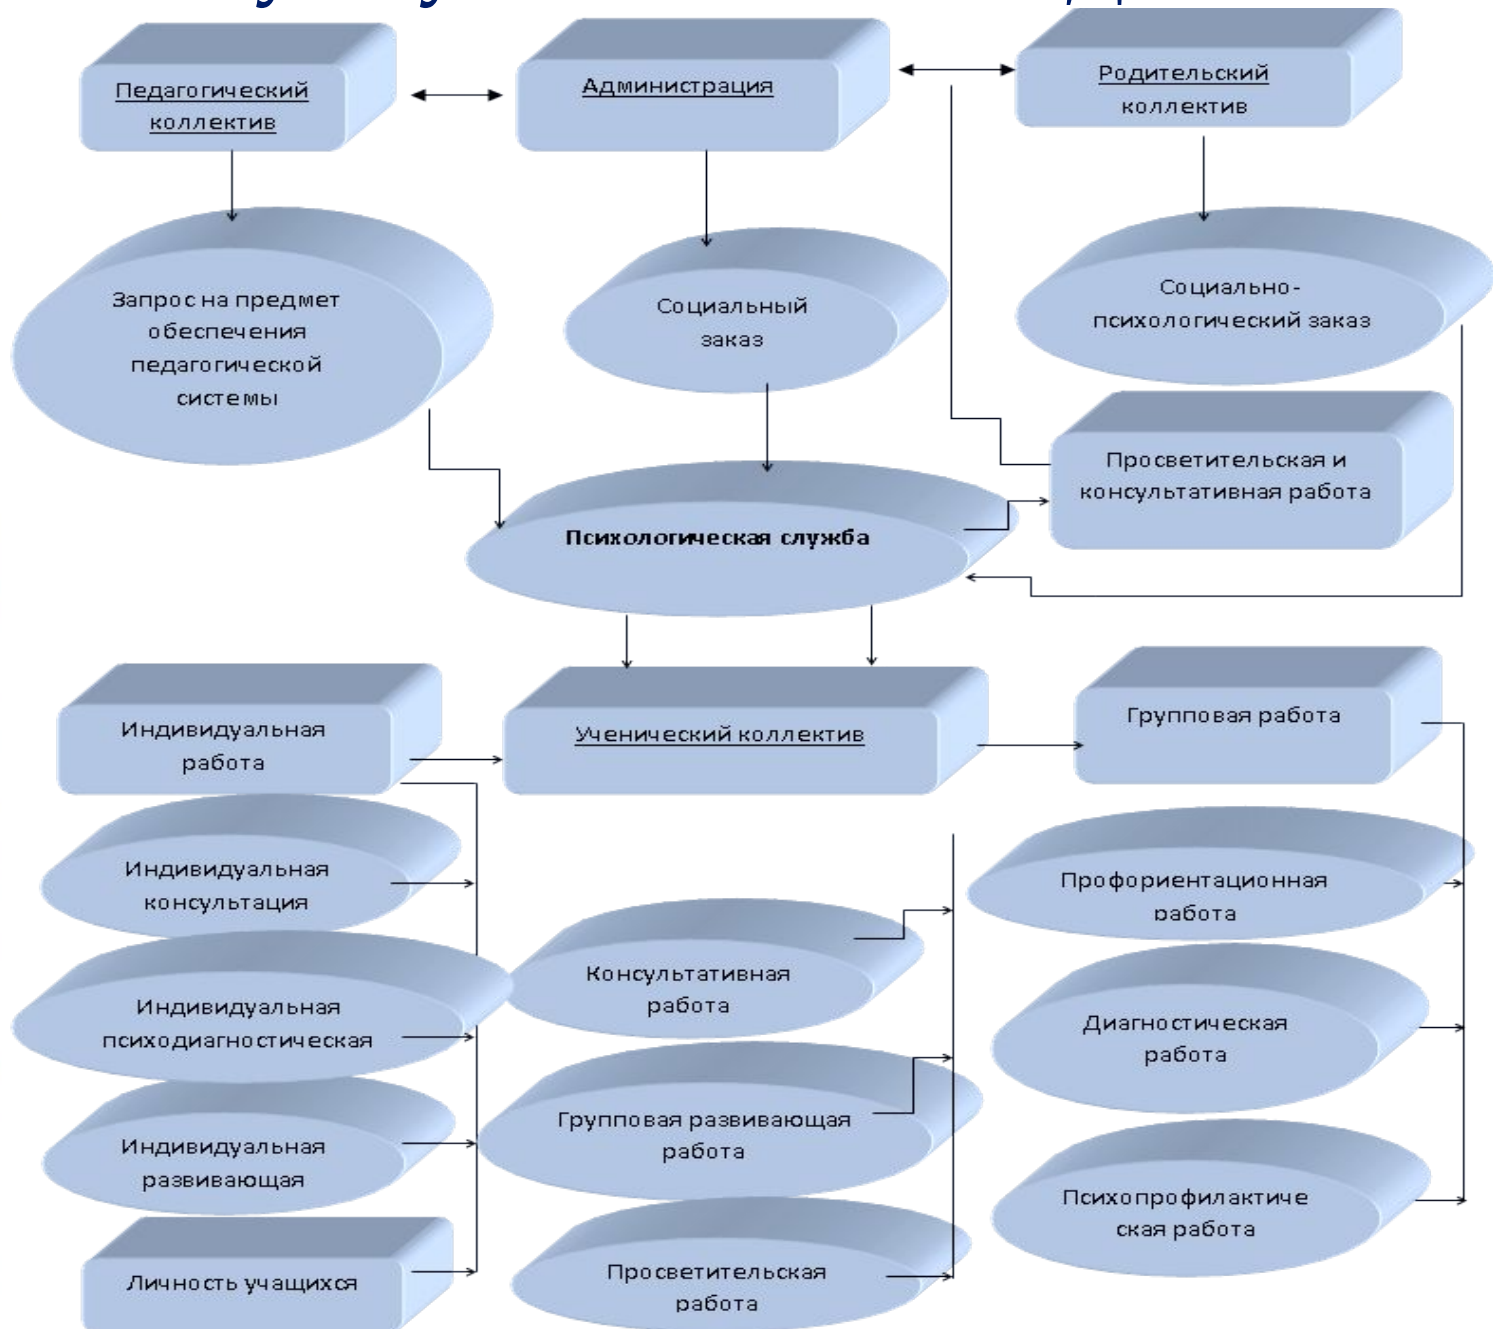 Педагогический
коллектив
Администрация
Родительский
коллектив
Запрос на предмет
обеспечения
педагогической
системы
Социальный
заказ
Социально-
психологический заказ
Просветительская и
консультативная работа
Психологическая служба
Индивидуальная
работа
Ученический коллектив
Групповая работа
Индивидуальная
консультация
Консультативная
работа
Профориентационная
работа
Индивидуальная
психодиагностическая
Диагностическая
работа
Индивидуальная
развивающая
Групповая развивающая
работа
Психопрофилактиче
ская работа
Личность учащихся
Просветительская
работа